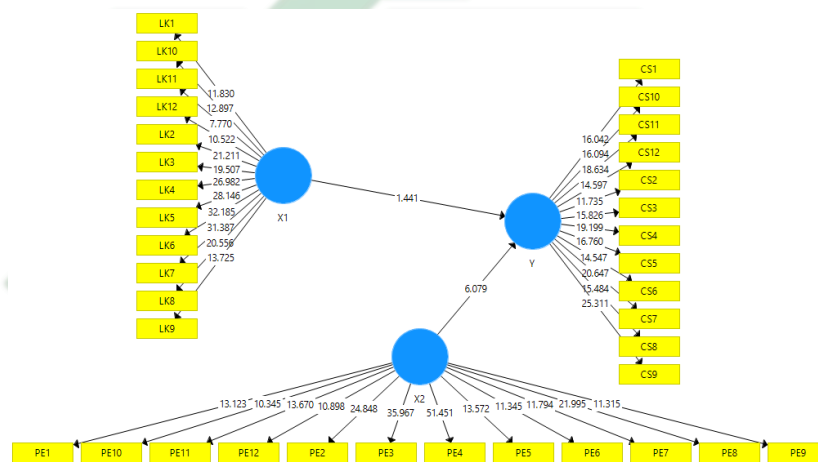 LK1
LK10
LK11
LK12
LK2
LK3
LK4
LK5
LK6
LK7
LK8
LK9
11.830
12.897
7.770
10.522
21.211
19.507
26.982
28.146
32.185
31.387
20.556
13.725
X1
1.441
6.079
Y
16.042
16.094
18.634
14.597
11.735
15.826
19.199
16.760
14.547
20.647
15.484
25.311
CS1
CS10
CS11
CS12
CS2
CS3
CS4
CS5
CS6
CS7
CS8
CS9
X2
13.123 10.345 13.670 10.898 24.848 35.967 51.451 13.572 11.345 11.794 21.995 11.315
PE1 PE10 PE11 PE12 PE2 PE3 PE4 PE5 PE6 PE7 PE8 PE9